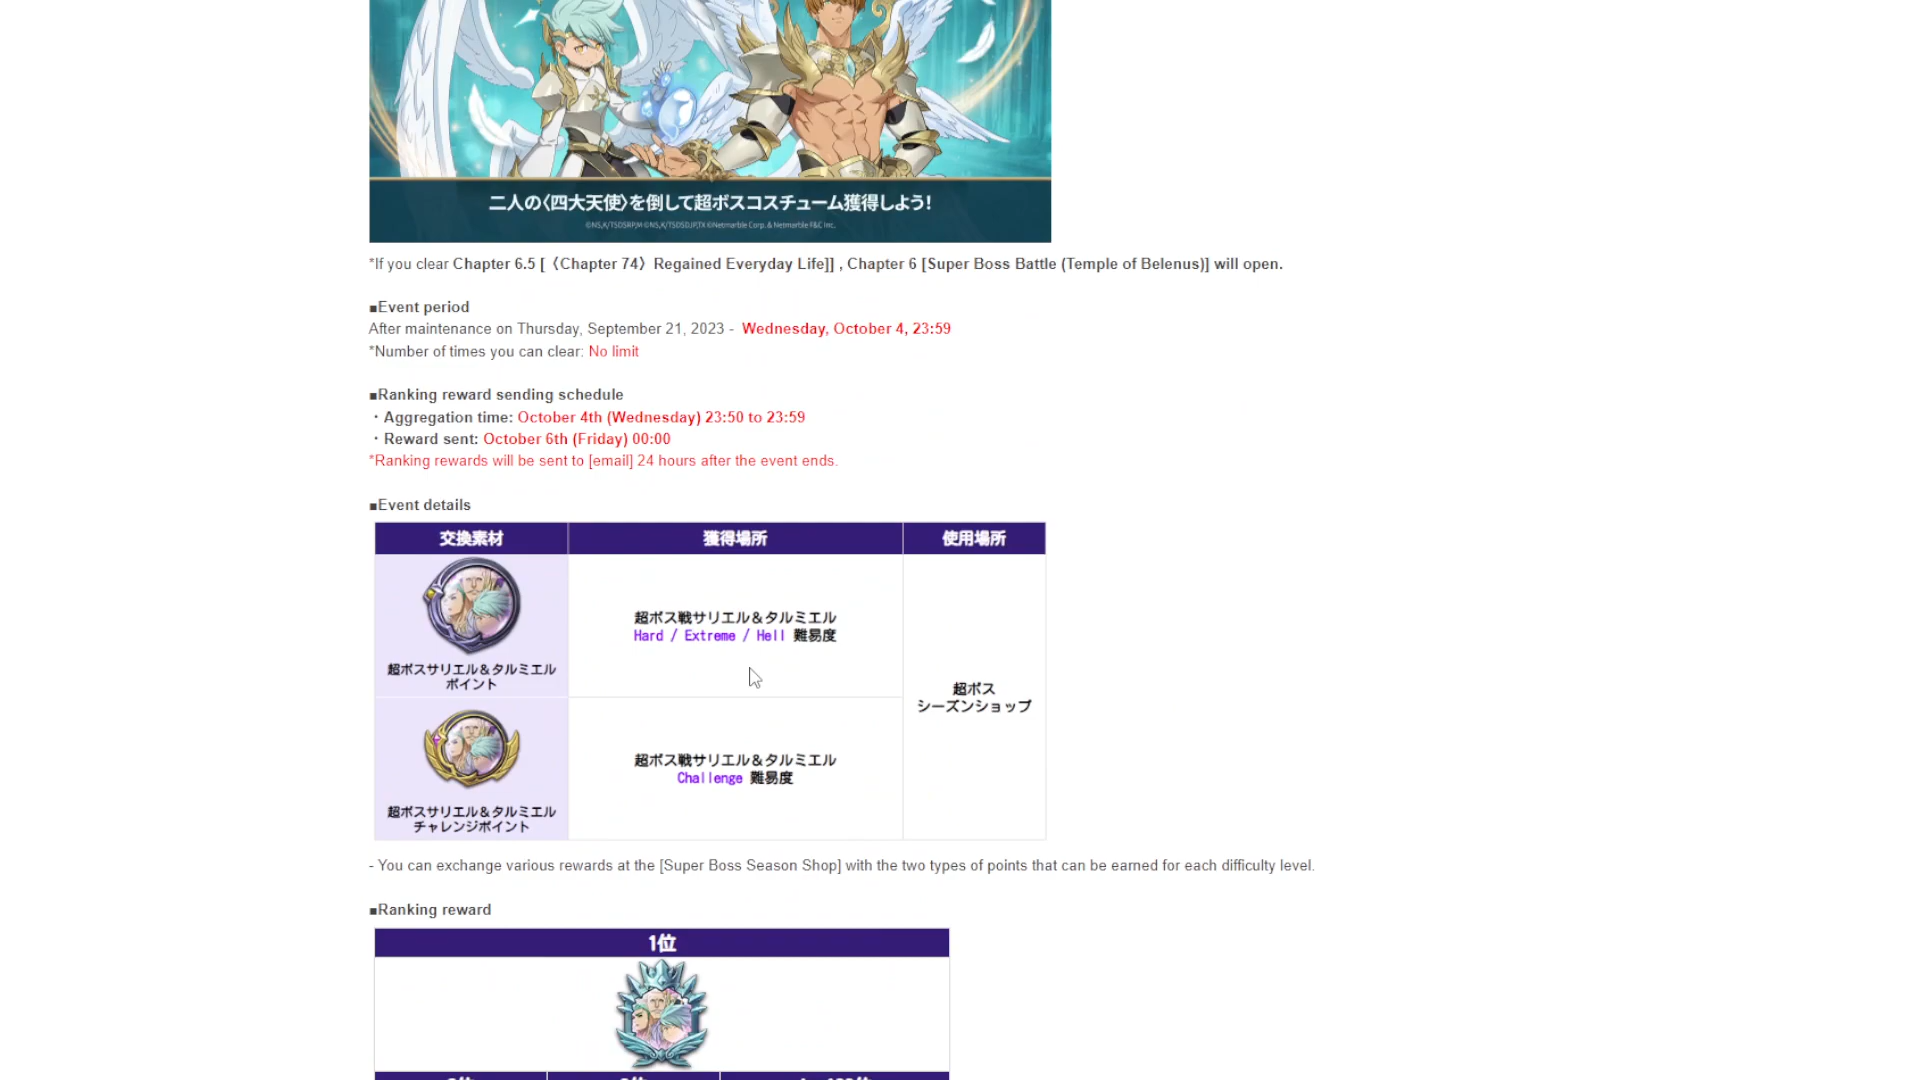 二人の〈四大天使〉を倒して超ボスコスチューム獲得しよう!
©NS,K/TSDSRP,M ©NS,K/TSDSDJP,TX ©Netmarble Corp. & Netmarble F&C Inc.
*If you clear Chapter 6.5 [〈Chapter 74〉Regained Everyday Life]] , Chapter 6 [Super Boss Battle (Temple of Belenus)] will open.
■Event period
After maintenance on Thursday, September 21, 2023 - Wednesday, October 4, 23:59
*Number of times you can clear: No limit
■Ranking reward sending schedule
・Aggregation time: October 4th (Wednesday) 23:50 to 23:59
・Reward sent: October 6th (Friday) 00:00
*Ranking rewards will be sent to [email] 24 hours after the event ends.
■Event details
交換素材 獲得場所 使用場所
超ボスサリエル＆タルミエル
ポイント
超ボス戦サリエル＆タルミエル
Hard / Extreme / Hell 難易度
超ボス
シーズンショップ
超ボスサリエル＆タルミエル
チャレンジポイント
超ボス戦サリエル＆タルミエル
Challenge 難易度
- You can exchange various rewards at the [Super Boss Season Shop] with the two types of points that can be earned for each difficulty level.
■Ranking reward
1位